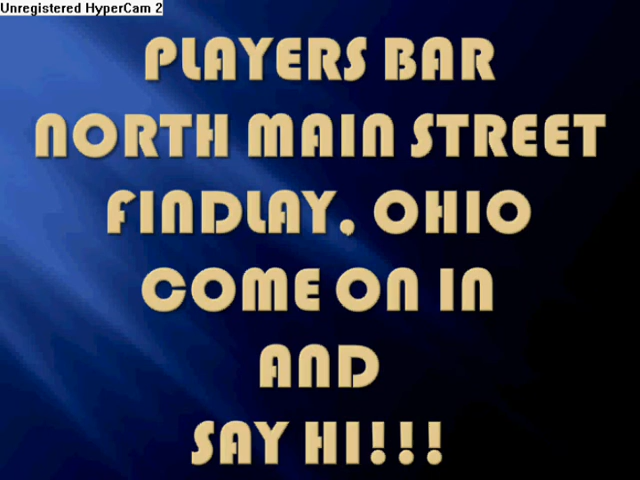 Unregistered HyperCam 2
PLAYERS BAR
NORTH MAIN STREET
FINDLAY, OHIO
COME ON IN
AND
SAY HI!!!